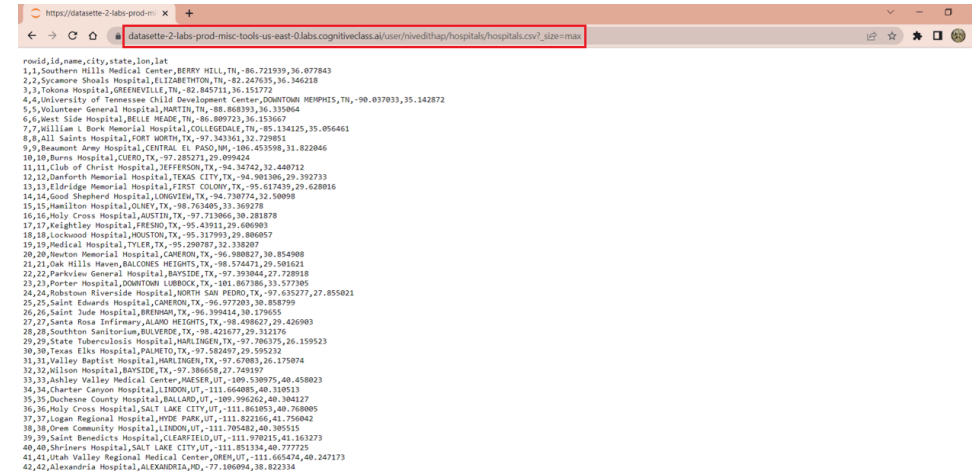 https://datasette-2-labs-prod-mi
datasette-2-labs-prod-misc-tools-us-east-0.labs.cognitiveclass.ai/user/nivedithap/hospitals/hospitals.csv?_size=max
rowid,id,name,city,state,lon,lat
1,1,Southern Hills Medical Center,BERRY HILL,TN,-86.721939,36.077843
2,2,Sycamore Shoals Hospital,ELIZABETHTON,TN,-82.247635,36.346218
3,3,Tokona Hospital,GREENEVILLE,TN,-82.845711,36.151772
4,4,University of Tennessee Child Development Center,DOWNTOWN MEMPHIS,TN,-90.037033,35.142872
5,5,Volunteer General Hospital,MARTIN,TN,-88.868393,36.335064
6,6,West Side Hospital,BELLE MEADE,TN,-86.809723,36.153667
7,7,William L Bork Memorial Hospital,COLLEGEDALE,TN,-85.134125,35.056461
8,8,All Saints Hospital,FORT WORTH,TX,-97.343361,32.729851
9,9,Beaumont Army Hospital,CENTRAL EL PASO,NM,-106.453598,31.822046
10,10,Burns Hospital,CUERO,TX,-97.285271,29.099424
11,11,Club of Christ Hospital,JEFFERSON,TX,-94.34742,32.440712
12,12,Danforth Memorial Hospital,TEXAS CITY,TX,-94.901306,29.392733
13,13,Eldridge Memorial Hospital,FIRST COLONY,TX,-95.617439,29.628016
14,14,Good Shepherd Hospital,LONGVIEW,TX,-94.730774,32.50098
15,15,Hamilton Hospital,OLNEY,TX,-98.763405,33.369278
16,16,Holy Cross Hospital,AUSTIN,TX,-97.713066,30.281878
17,17,Keightley Hospital,FRESNO,TX,-95.43911,29.606903
18,18,Lockwood Hospital,HOUSTON,TX,-95.317993,29.806057
19,19,Medical Hospital,TYLER,TX,-95.290787,32.338207
20,20,Newton Memorial Hospital,CAMERON,TX,-96.980827,30.854908
21,21,Oak Hills Haven,BALCONES HEIGHTS,TX,-98.574471,29.501621
22,22,Parkview General Hospital,BAYSIDE,TX,-97.393044,27.728918
23,23,Porter Hospital,DOWNTOWN LUBBOCK,TX,-101.867386,33.577305
24,24,Robstown Riverside Hospital,NORTH SAN PEDRO,TX,-97.635277,27.855021
25,25,Saint Edwards Hospital,CAMERON,TX,-96.977203,30.858799
26,26,Saint Jude Hospital,BRENHAM,TX,-96.399414,30.179655
27,27,Santa Rosa Infirmary,ALAMO HEIGHTS,TX,-98.498627,29.426903
28,28,Southton Sanitorium,BULVERDE,TX,-98.421677,29.312176
29,29,State Tuberculosis Hospital,HARLINGEN,TX,-97.706375,26.159523
30,30,Texas Elks Hospital,PALMETO,TX,-97.582497,29.595232
31,31,Valley Baptist Hospital,HARLINGEN,TX,-97.67083,26.175074
32,32,Wilson Hospital,BAYSIDE,TX,-97.386658,27.749197
33,33,Ashley Valley Medical Center,MAESER,UT,-109.530975,40.458023
34,34,Charter Canyon Hospital,LINDON,UT,-111.664085,40.310513
35,35,Duchesne County Hospital,BALLARD,UT,-109.996262,40.304127
36,36,Holy Cross Hospital,SALT LAKE CITY,UT,-111.861053,40.768005
37,37,Logan Regional Hospital,HYDE PARK,UT,-111.822166,41.756042
38,38,Orem Community Hospital,LINDON,UT,-111.705482,40.305515
39,39,Saint Benedicts Hospital,CLEARFIELD,UT,-111.970215,41.163273
40,40,Shriners Hospital,SALT LAKE CITY,UT,-111.851334,40.777725
41,41,Utah Valley Regional Medical Center,OREM,UT,-111.665474,40.247173
42,42,Alexandria Hospital,ALEXANDRIA,MD,-77.106094,38.822334